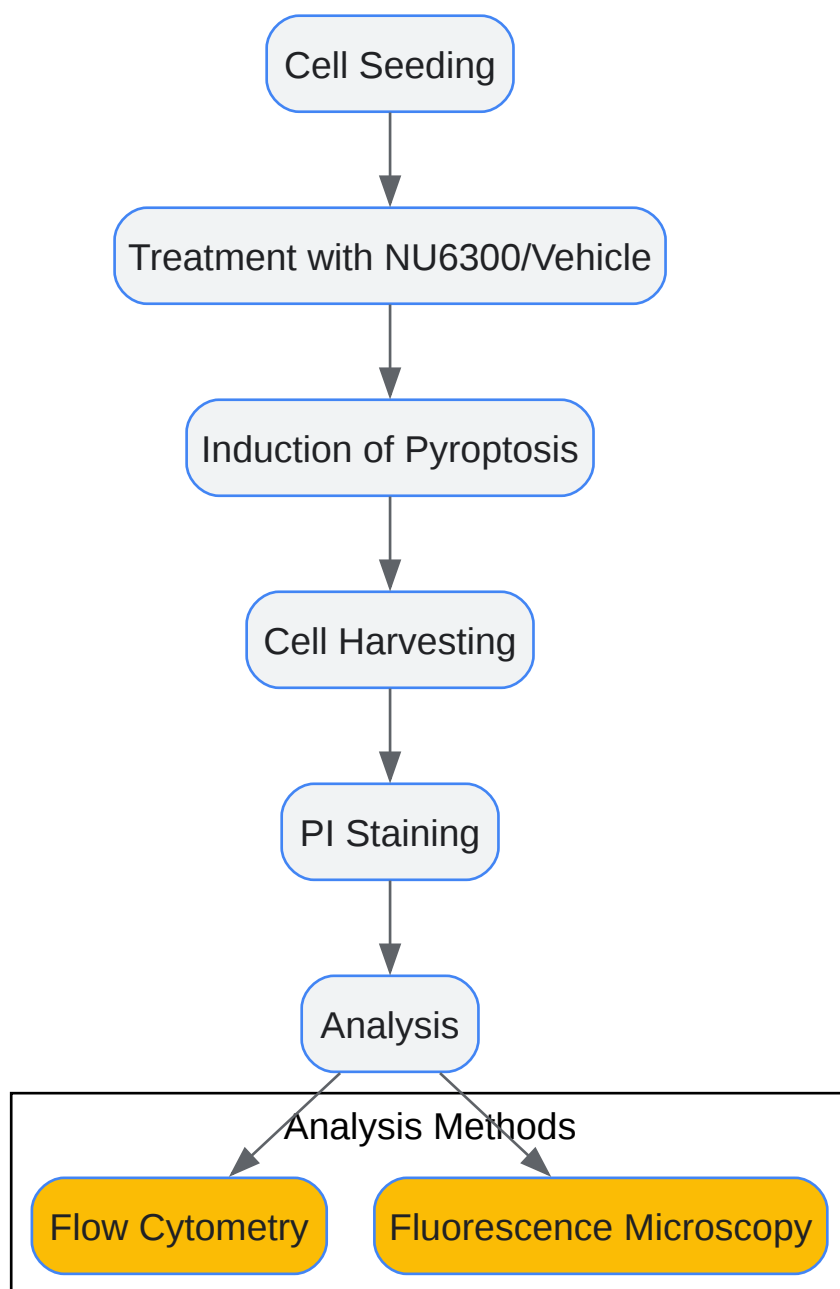 Cell Seeding
Treatment with NU6300/Vehicle
Induction of Pyroptosis
Cell Harvesting
PI Staining
Analysis
Analysis Methods
Flow Cytometry
Fluorescence Microscopy